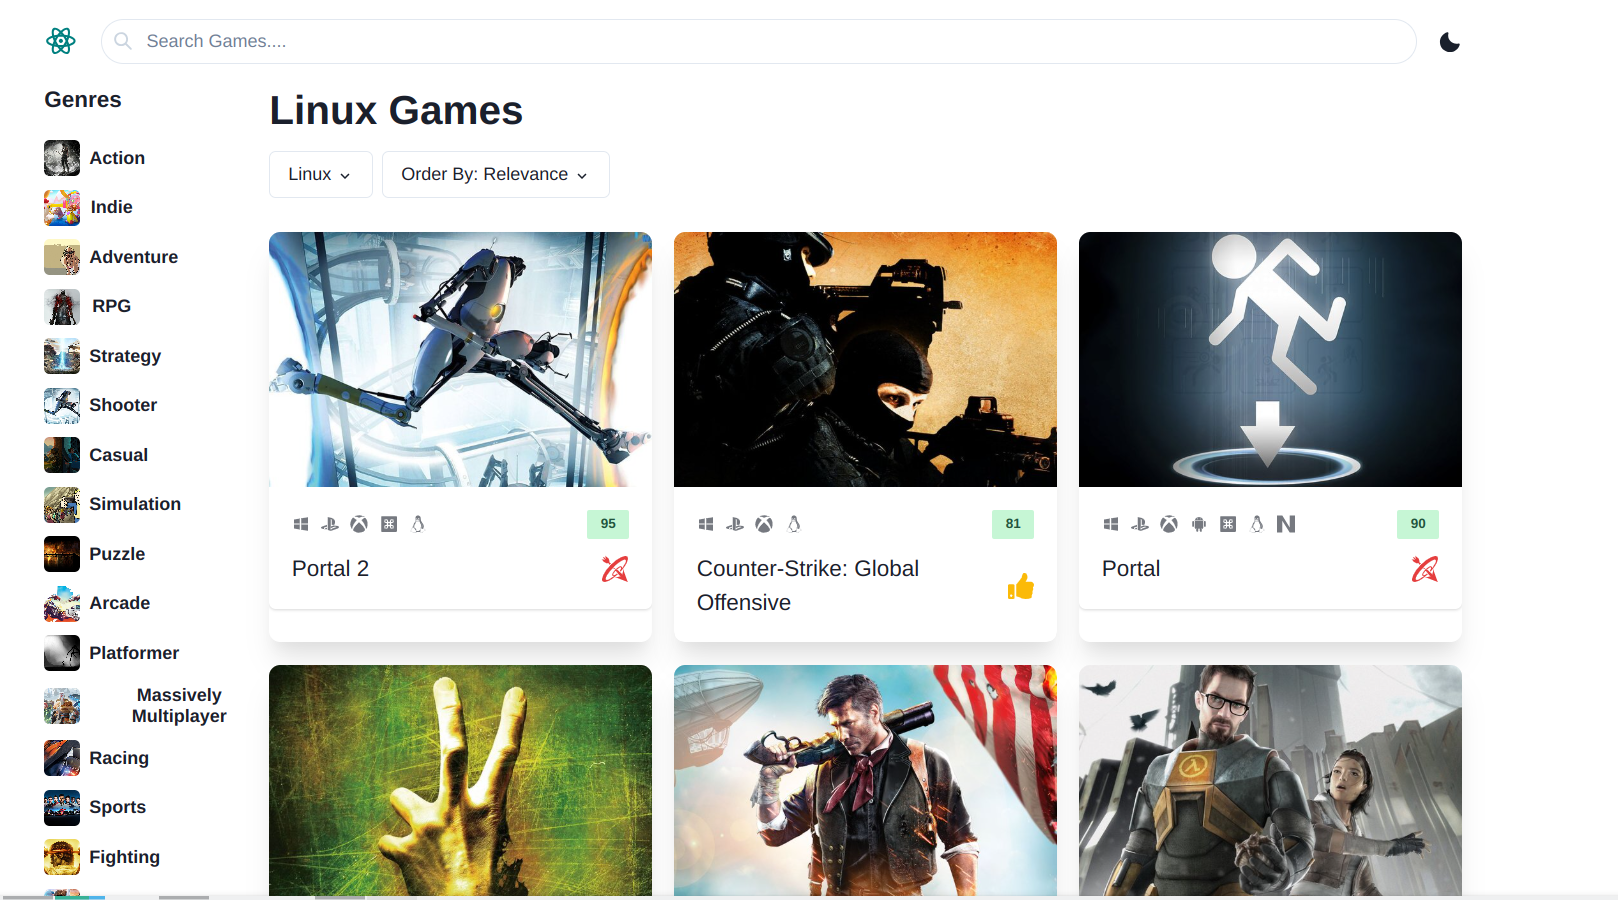 Search Games....
Genres
Action
Indie
Adventure
RPG
Strategy
Shooter
Casual
Simulation
Puzzle
Arcade
Platformer
Massively
Multiplayer
Racing
Sports
Fighting
Linux Games
Linux
Order By: Relevance
95
Portal 2
81
Counter-Strike: Global
Offensive
90
Portal